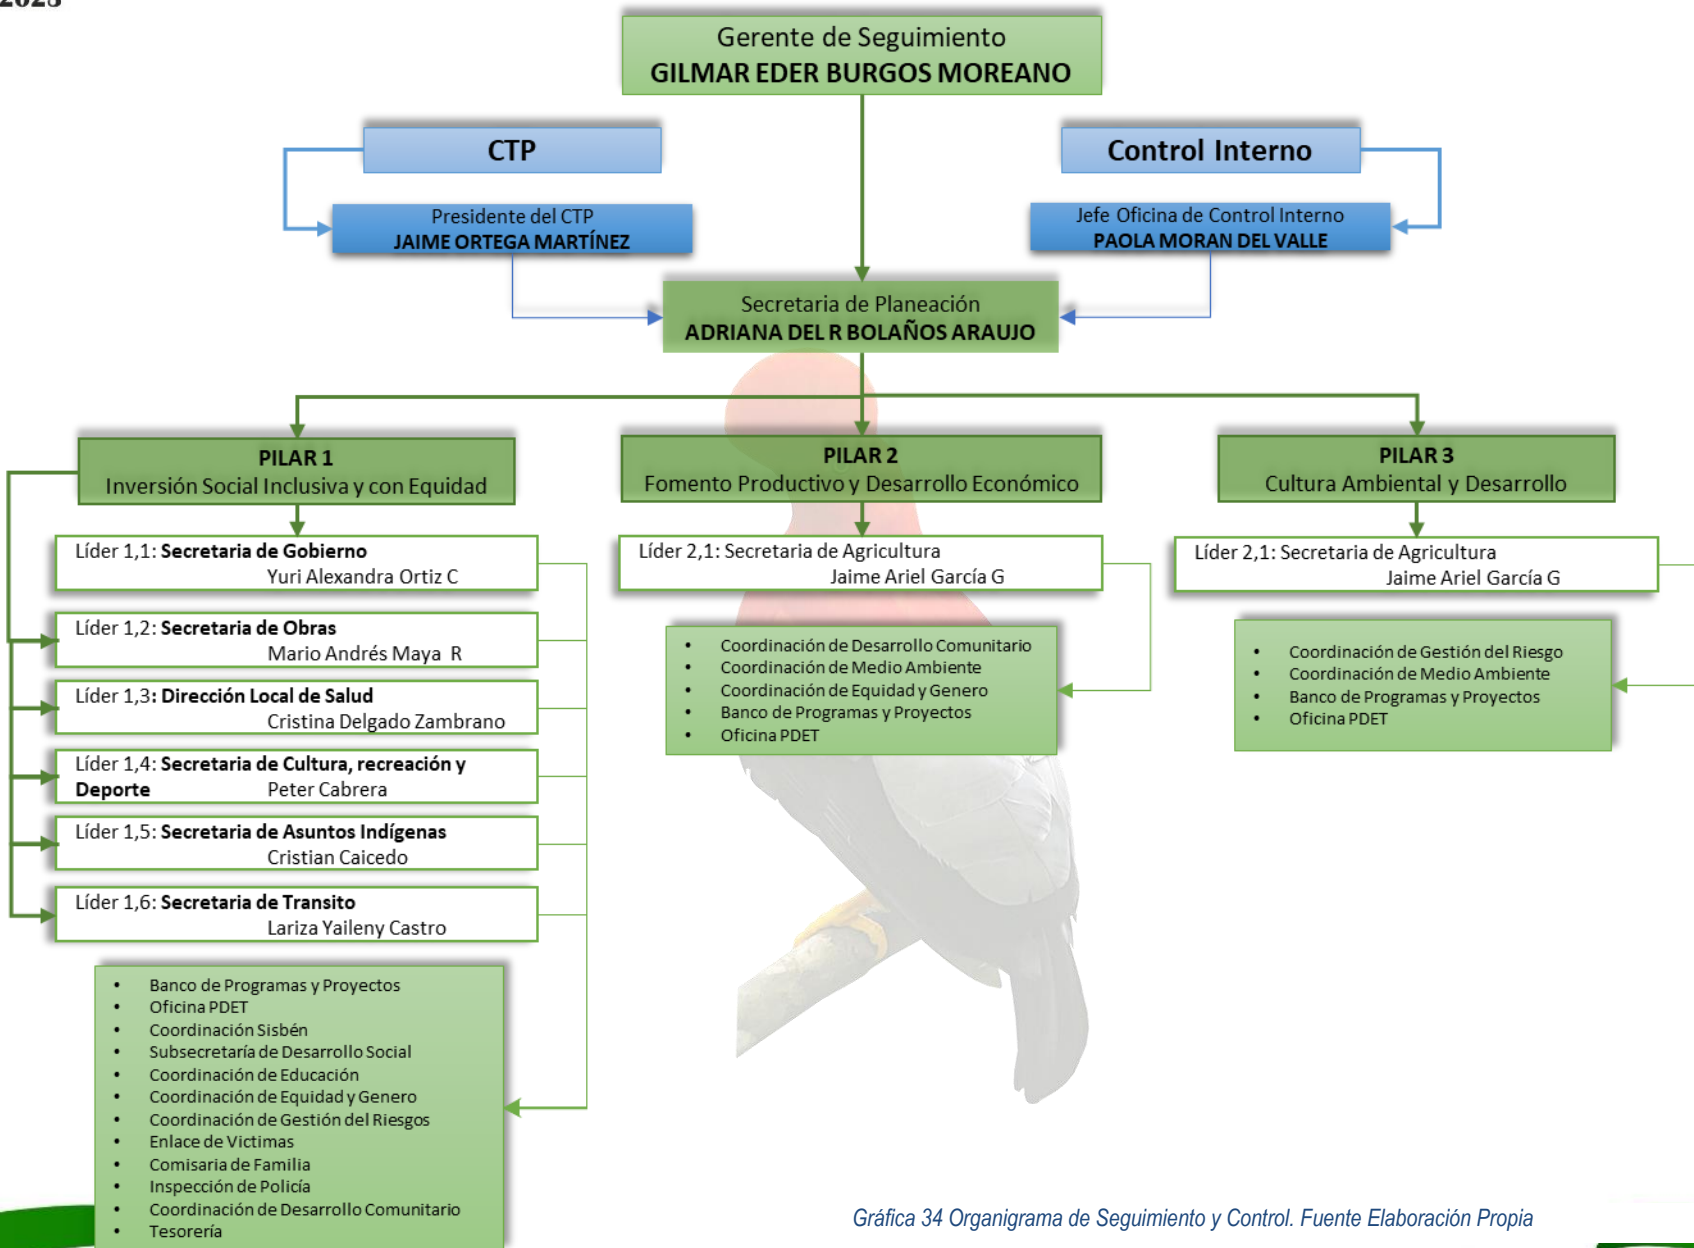 Gerente de Seguimiento
GILMAR EDER BURGOS MOREANO
CTP
Control Interno
Presidente del CTP
JAIME ORTEGA MARTÍNEZ
Jefe Oficina de Control Interno
PAOLA MORAN DEL VALLE
Secretaria de Planeación
ADRIANA DEL R BOLAÑOS ARAUJO
PILAR 1
Inversión Social Inclusiva y con Equidad
Líder 1,1: Secretaria de Gobierno
Yuri Alexandra Ortiz C
Líder 1,2: Secretaria de Obras
Mario Andrés Maya R
Líder 1,3: Dirección Local de Salud
Cristina Delgado Zambrano
Líder 1,4: Secretaria de Cultura, recreación y
Deporte Peter Cabrera
Líder 1,5: Secretaria de Asuntos Indígenas
Cristian Caicedo
Líder 1,6: Secretaria de Transito
Lariza Yaileny Castro
• Banco de Programas y Proyectos
• Oficina PDET
• Coordinación Sisbén
• Subsecretaría de Desarrollo Social
• Coordinación de Educación
• Coordinación de Equidad y Genero
• Coordinación de Gestión del Riesgos
• Enlace de Victimas
• Comisaria de Familia
• Inspección de Policía
• Coordinación de Desarrollo Comunitario
• Tesorería
PILAR 2
Fomento Productivo y Desarrollo Económico
Líder 2,1: Secretaria de Agricultura
Jaime Ariel García G
• Coordinación de Desarrollo Comunitario
• Coordinación de Medio Ambiente
• Coordinación de Equidad y Genero
• Banco de Programas y Proyectos
• Oficina PDET
PILAR 3
Cultura Ambiental y Desarrollo
Líder 2,1: Secretaria de Agricultura
Jaime Ariel García G
• Coordinación de Gestión del Riesgo
• Coordinación de Medio Ambiente
• Banco de Programas y Proyectos
• Oficina PDET
Gráfica 34 Organigrama de Seguimiento y Control. Fuente Elaboración Propia